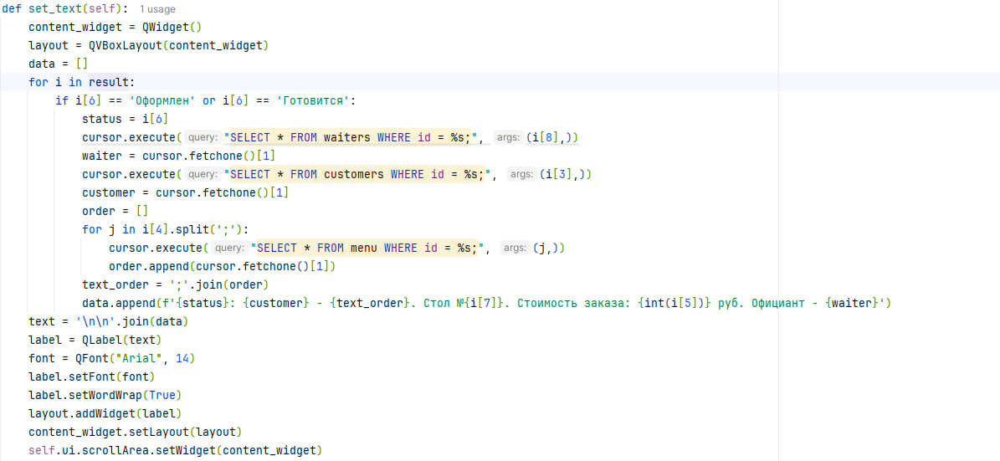 def set_text(self): 1 usage
    content_widget = QWidget()
    layout = QVBoxLayout(content_widget)
    data = []
    for i in result:
        if i[6] == 'Оформлен' or i[6] == 'Готовится':
            status = i[6]
            cursor.execute( query: "SELECT * FROM waiters WHERE id = %s;", args: (i[8],))
            waiter = cursor.fetchone()[1]
            cursor.execute( query: "SELECT * FROM customers WHERE id = %s;", args: (i[3],))
            customer = cursor.fetchone()[1]
            order = []
            for j in i[4].split(';'):
                cursor.execute( query: "SELECT * FROM menu WHERE id = %s;", args: (j,))
                order.append(cursor.fetchone()[1])
            text_order = ';'.join(order)
            data.append(f'{status}: {customer} - {text_order}. Стол №{i[7]}. Стоимость заказа: {int(i[5])} руб. Официант - {waiter}')
    text = '\n\n'.join(data)
    label = QLabel(text)
    font = QFont("Arial", 14)
    label.setFont(font)
    label.setWordWrap(True)
    layout.addWidget(label)
    content_widget.setLayout(layout)
    self.ui.scrollArea.setWidget(content_widget)